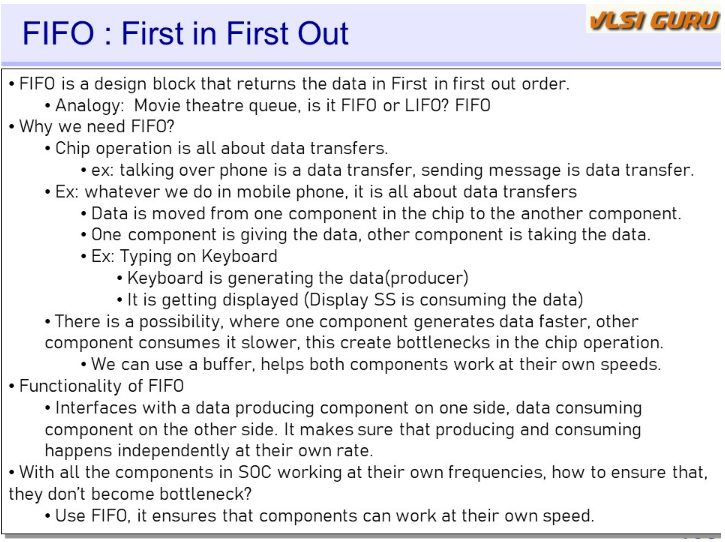 FIFO : First in First Out
VLSI GURU
• FIFO is a design block that returns the data in First in first out order.
• Analogy: Movie theatre queue, is it FIFO or LIFO? FIFO
• Why we need FIFO?
• Chip operation is all about data transfers.
• ex: talking over phone is a data transfer, sending message is data transfer.
• Ex: whatever we do in mobile phone, it is all about data transfers
• Data is moved from one component in the chip to the another component.
• One component is giving the data, other component is taking the data.
• Ex: Typing on Keyboard
• Keyboard is generating the data(producer)
• It is getting displayed (Display SS is consuming the data)
• There is a possibility, where one component generates data faster, other
component consumes it slower, this create bottlenecks in the chip operation.
• We can use a buffer, helps both components work at their own speeds.
• Functionality of FIFO
• Interfaces with a data producing component on one side, data consuming
component on the other side. It makes sure that producing and consuming
happens independently at their own rate.
• With all the components in SOC working at their own frequencies, how to ensure that,
they don't become bottleneck?
• Use FIFO, it ensures that components can work at their own speed.